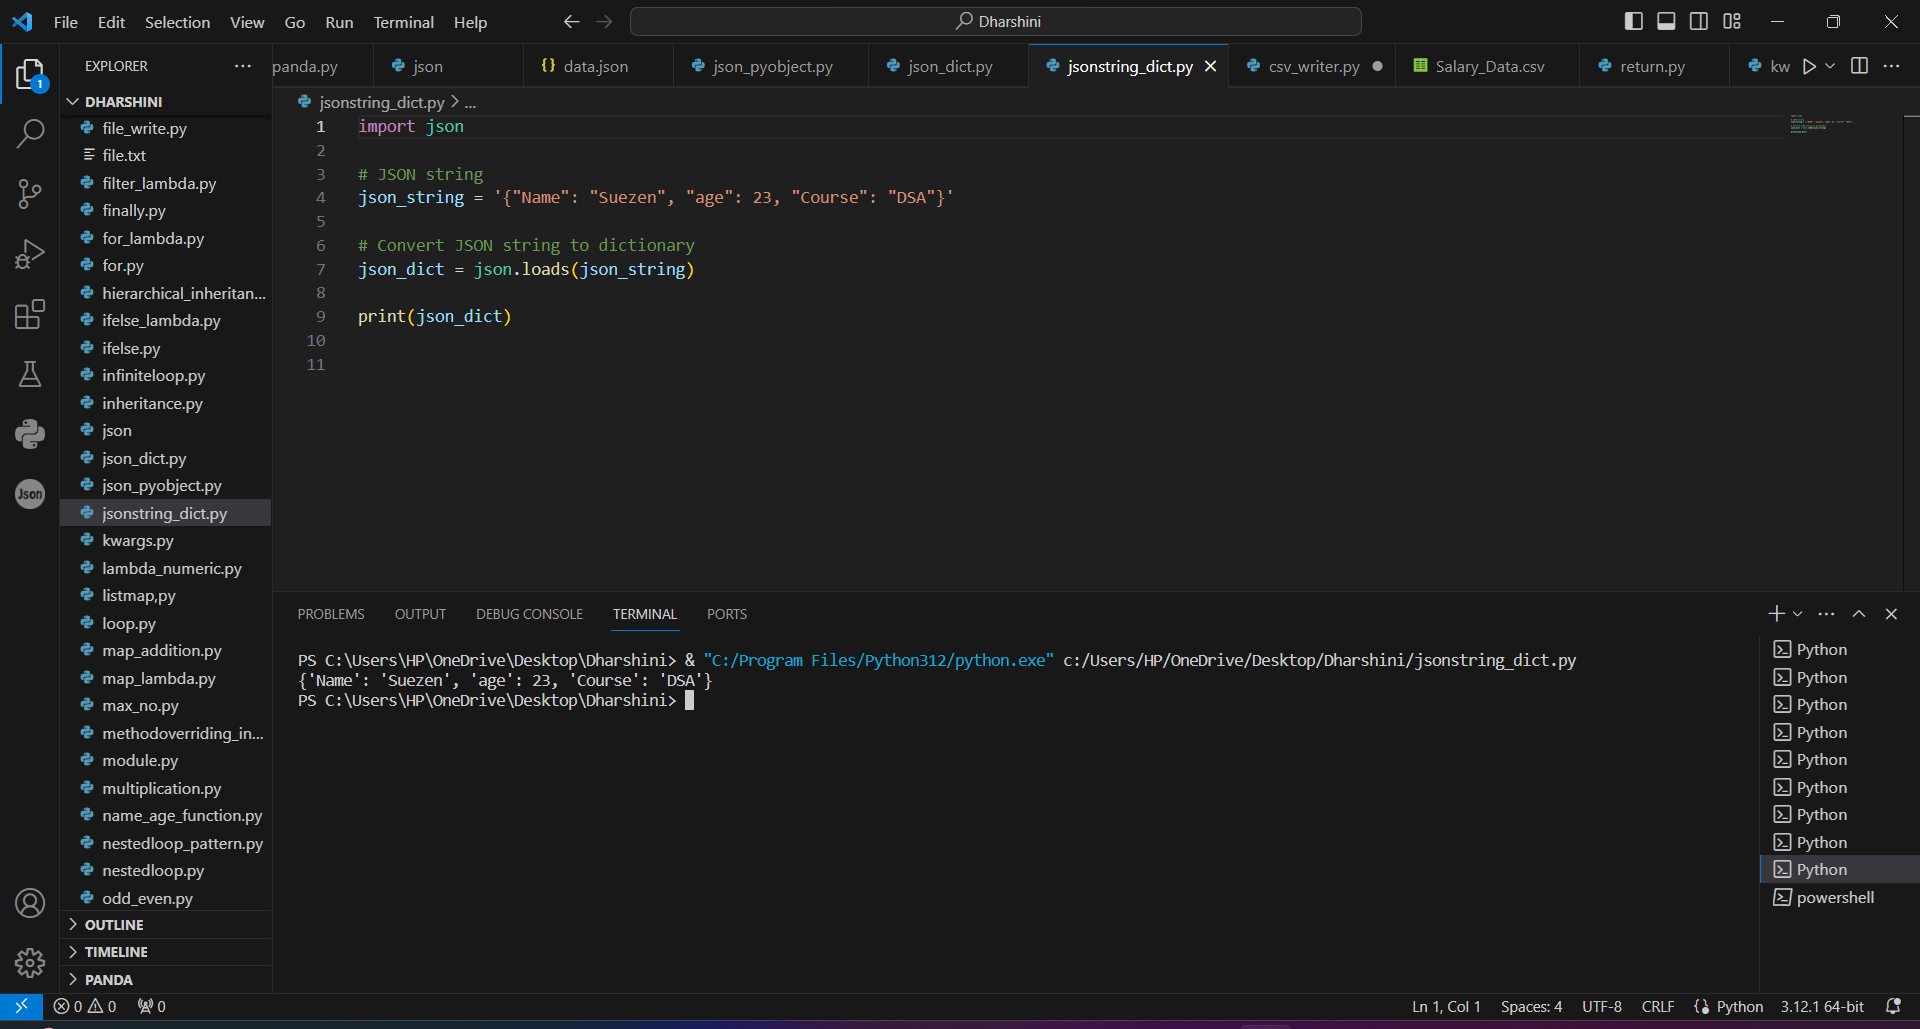 File Edit Selection View Go Run Terminal Help
Dharshini
EXPLORER
panda.py
json
data.json
json_pyobject.py
json_dict.py
jsonstring_dict.py
csv_writer.py
Salary_Data.csv
return.py
kw
1
DHARSHINI
file_write.py
file.txt
filter_lambda.py
finally.py
for_lambda.py
for.py
hierarchical_inheritan...
ifelse_lambda.py
ifelse.py
infiniteloop.py
inheritance.py
json
json_dict.py
json_pyobject.py
jsonstring_dict.py
kwargs.py
lambda_numeric.py
listmap,py
loop.py
map_addition.py
map_lambda.py
max_no.py
methodoverriding_in...
module.py
multiplication.py
name_age_function.py
nestedloop_pattern.py
nestedloop.py
odd_even.py
OUTLINE
TIMELINE
PANDA
Json
jsonstring_dict.py > ...
1 import json
2
3 # JSON string
4 json_string = '{"Name": "Suezen", "age": 23, "Course": "DSA"}'
5
6 # Convert JSON string to dictionary
7 json_dict = json.loads(json_string)
8
9 print(json_dict)
10
11
PROBLEMS OUTPUT DEBUG CONSOLE TERMINAL PORTS
PS C:\Users\HP\OneDrive\Desktop\Dharshini> & "C:/Program Files/Python312/python.exe" c:/Users/HP/OneDrive/Desktop/Dharshini/jsonstring_dict.py
{'Name': 'Suezen', 'age': 23, 'Course': 'DSA'}
PS C:\Users\HP\OneDrive\Desktop\Dharshini>
Python
Python
Python
Python
Python
Python
Python
Python
Python
powershell
0 0 0
Ln 1, Col 1 Spaces: 4 UTF-8 CRLF {} Python 3.12.1 64-bit